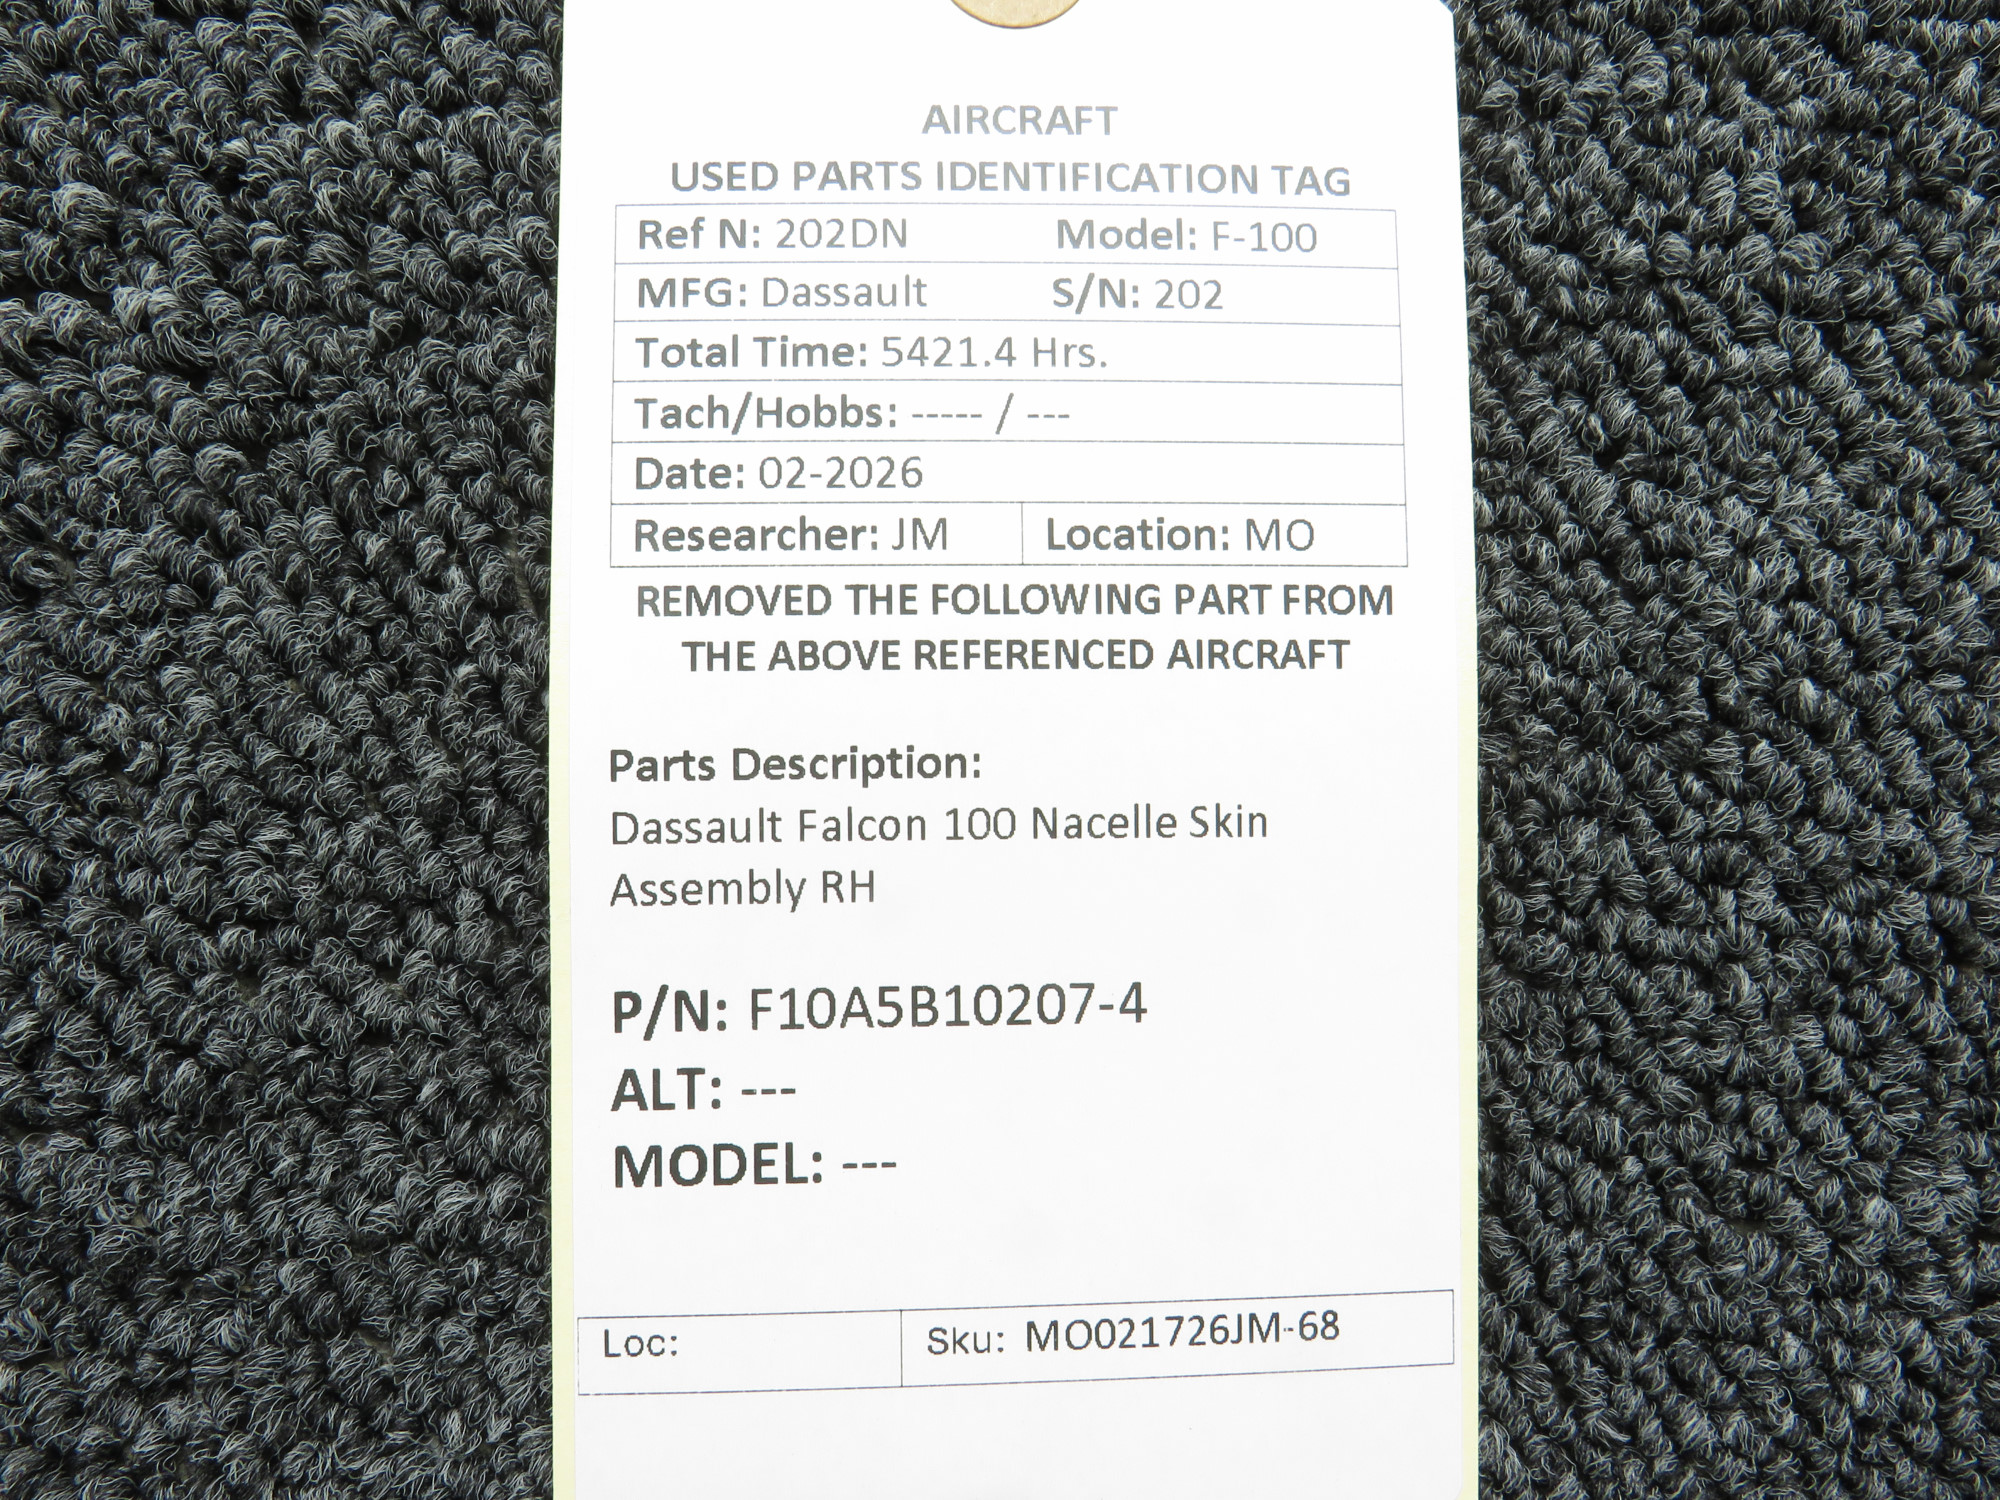 AIRCRAFT
USED PARTS IDENTIFICATION TAG
Ref N: 202DN Model: F-100
MFG: Dassault S/N: 202
Total Time: 5421.4 Hrs.
Tach/Hobbs: ----- / ---
Date: 02-2026
Researcher: JM Location: MO
REMOVED THE FOLLOWING PART FROM
THE ABOVE REFERENCED AIRCRAFT
Parts Description:
Dassault Falcon 100 Nacelle Skin
Assembly RH
P/N: F10A5B10207-4
ALT: ---
MODEL: ---
Loc: Sku: MO021726JM-68